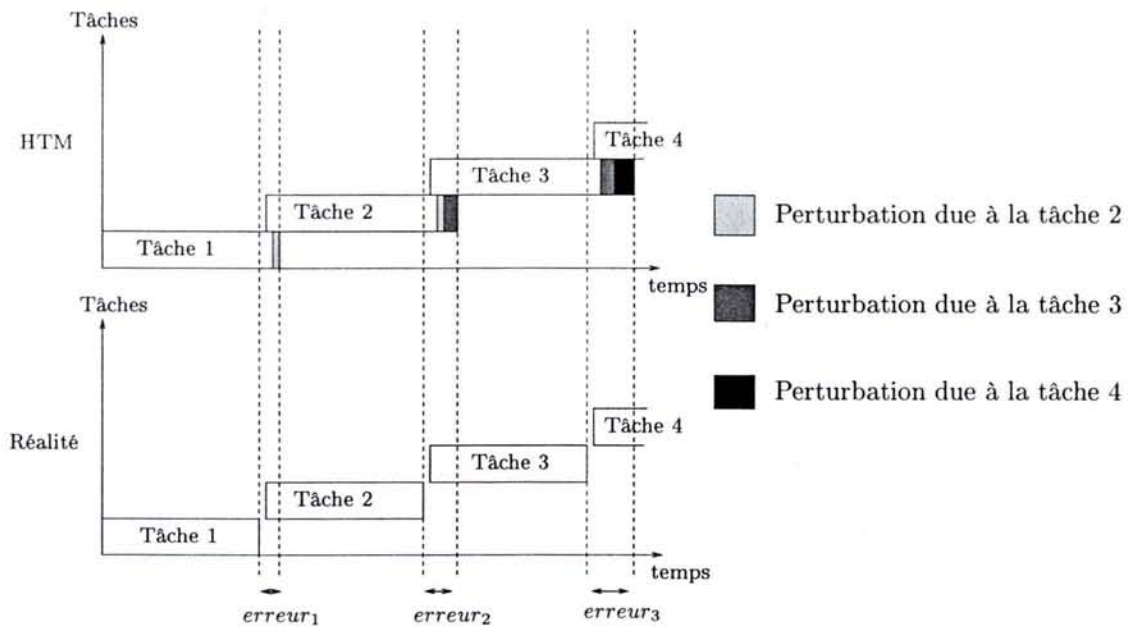 Tâches
HTM
Tâche 4
Tâche 3
Tâche 2
Tâche 1
temps
Perturbation due à la tâche 2
Perturbation due à la tâche 3
Perturbation due à la tâche 4
Tâches
Réalité
Tâche 4
Tâche 3
Tâche 2
Tâche 1
temps
erreur₁
erreur₂
erreur₃